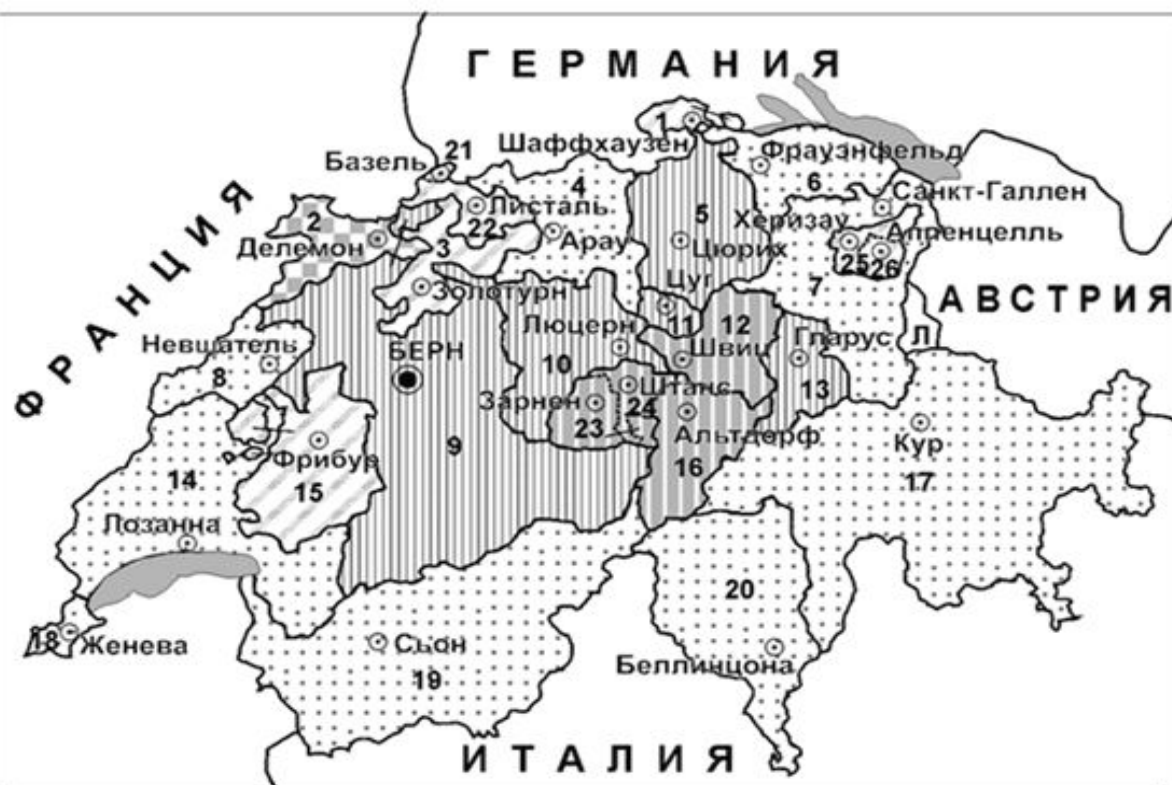 ГЕРМАНИЯ
1
Шаффхаузен
21
Базель
4
Фрауэнфельд
6
Санкт-Галлен
2
Листаль
22
5
Херизау
Аппенцелль
Делемон
3
Арау
Цюрих
25
26
ФРАНЦИЯ
Золотурн
Цуг
7
АВСТРИЯ
11
12
Люцерн
Л
Невшатель
БЕРН
Швиц
Гларус
8
10
13
Штанс
Зарнен
24
23
Альтдорф
Кур
Фрибур
9
16
14
15
17
Лозанна
20
18
Женева
Сьон
Беллинцона
19
ИТАЛИЯ